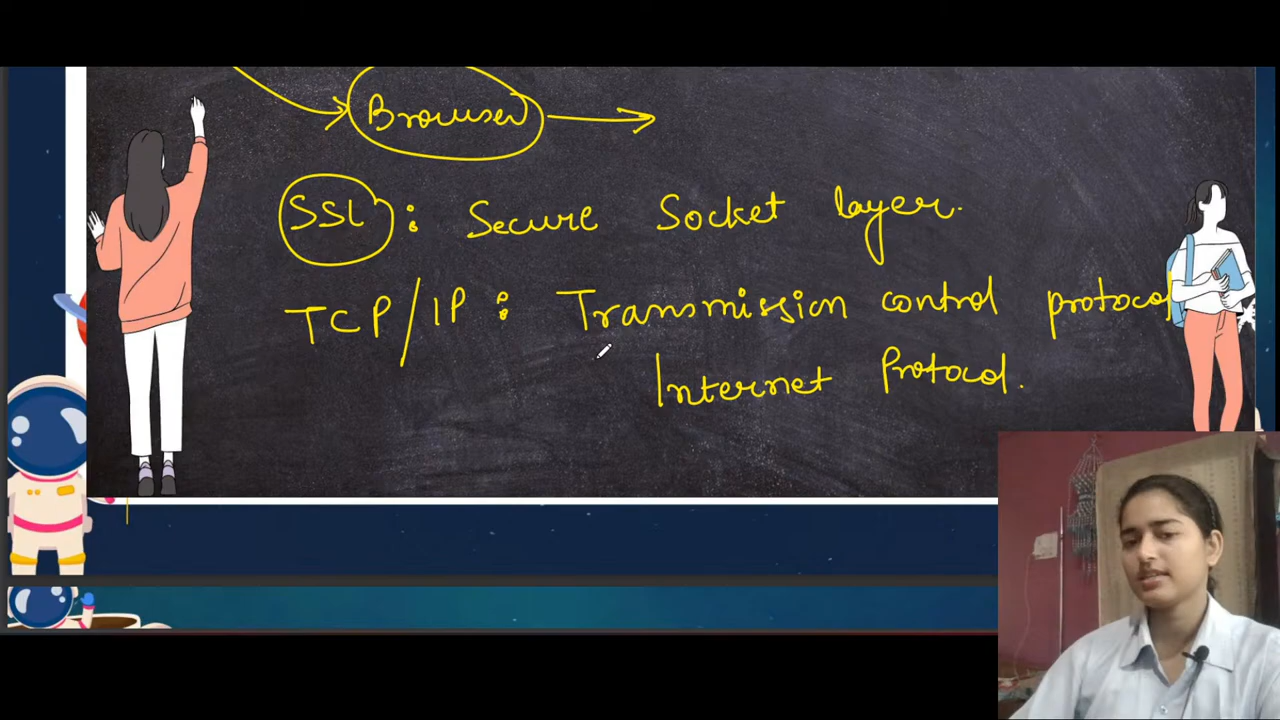 Browser
SSL : Secure Socket layer.
TCP/IP : Transmission control protocol
Internet Protocol.